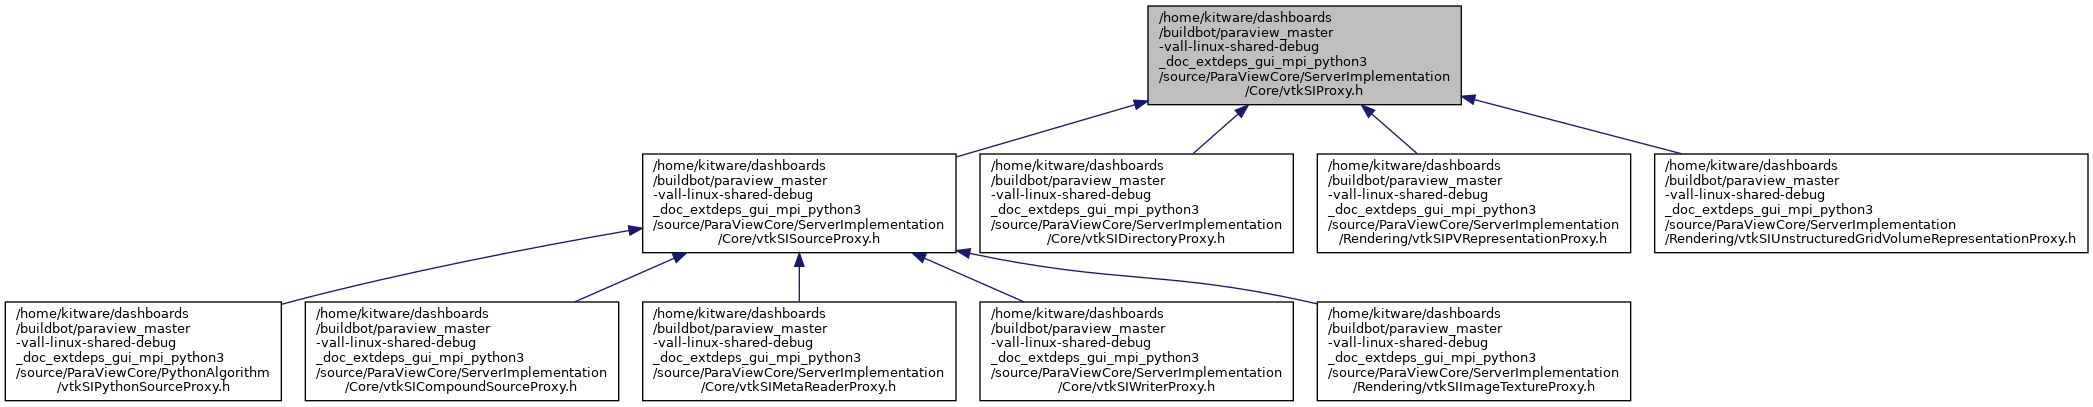 /home/kitware/dashboards
/buildbot/paraview_master
-vall-linux-shared-debug
_doc_extdeps_gui_mpi_python3
/source/ParaViewCore/ServerImplementation
/Core/vtkSIProxy.h
/home/kitware/dashboards
/buildbot/paraview_master
-vall-linux-shared-debug
_doc_extdeps_gui_mpi_python3
/source/ParaViewCore/ServerImplementation
/Core/vtkSISourceProxy.h
/home/kitware/dashboards
/buildbot/paraview_master
-vall-linux-shared-debug
_doc_extdeps_gui_mpi_python3
/source/ParaViewCore/ServerImplementation
/Core/vtkSIDirectoryProxy.h
/home/kitware/dashboards
/buildbot/paraview_master
-vall-linux-shared-debug
_doc_extdeps_gui_mpi_python3
/source/ParaViewCore/ServerImplementation
/Rendering/vtkSIPVRepresentationProxy.h
/home/kitware/dashboards
/buildbot/paraview_master
-vall-linux-shared-debug
_doc_extdeps_gui_mpi_python3
/source/ParaViewCore/ServerImplementation
/Rendering/vtkSIUnstructuredGridVolumeRepresentationProxy.h
/home/kitware/dashboards
/buildbot/paraview_master
-vall-linux-shared-debug
_doc_extdeps_gui_mpi_python3
/source/ParaViewCore/PythonAlgorithm
/vtkSIPythonSourceProxy.h
/home/kitware/dashboards
/buildbot/paraview_master
-vall-linux-shared-debug
_doc_extdeps_gui_mpi_python3
/source/ParaViewCore/ServerImplementation
/Core/vtkSICompoundSourceProxy.h
/home/kitware/dashboards
/buildbot/paraview_master
-vall-linux-shared-debug
_doc_extdeps_gui_mpi_python3
/source/ParaViewCore/ServerImplementation
/Core/vtkSIMetaReaderProxy.h
/home/kitware/dashboards
/buildbot/paraview_master
-vall-linux-shared-debug
_doc_extdeps_gui_mpi_python3
/source/ParaViewCore/ServerImplementation
/Core/vtkSIWriterProxy.h
/home/kitware/dashboards
/buildbot/paraview_master
-vall-linux-shared-debug
_doc_extdeps_gui_mpi_python3
/source/ParaViewCore/ServerImplementation
/Rendering/vtkSIImageTextureProxy.h